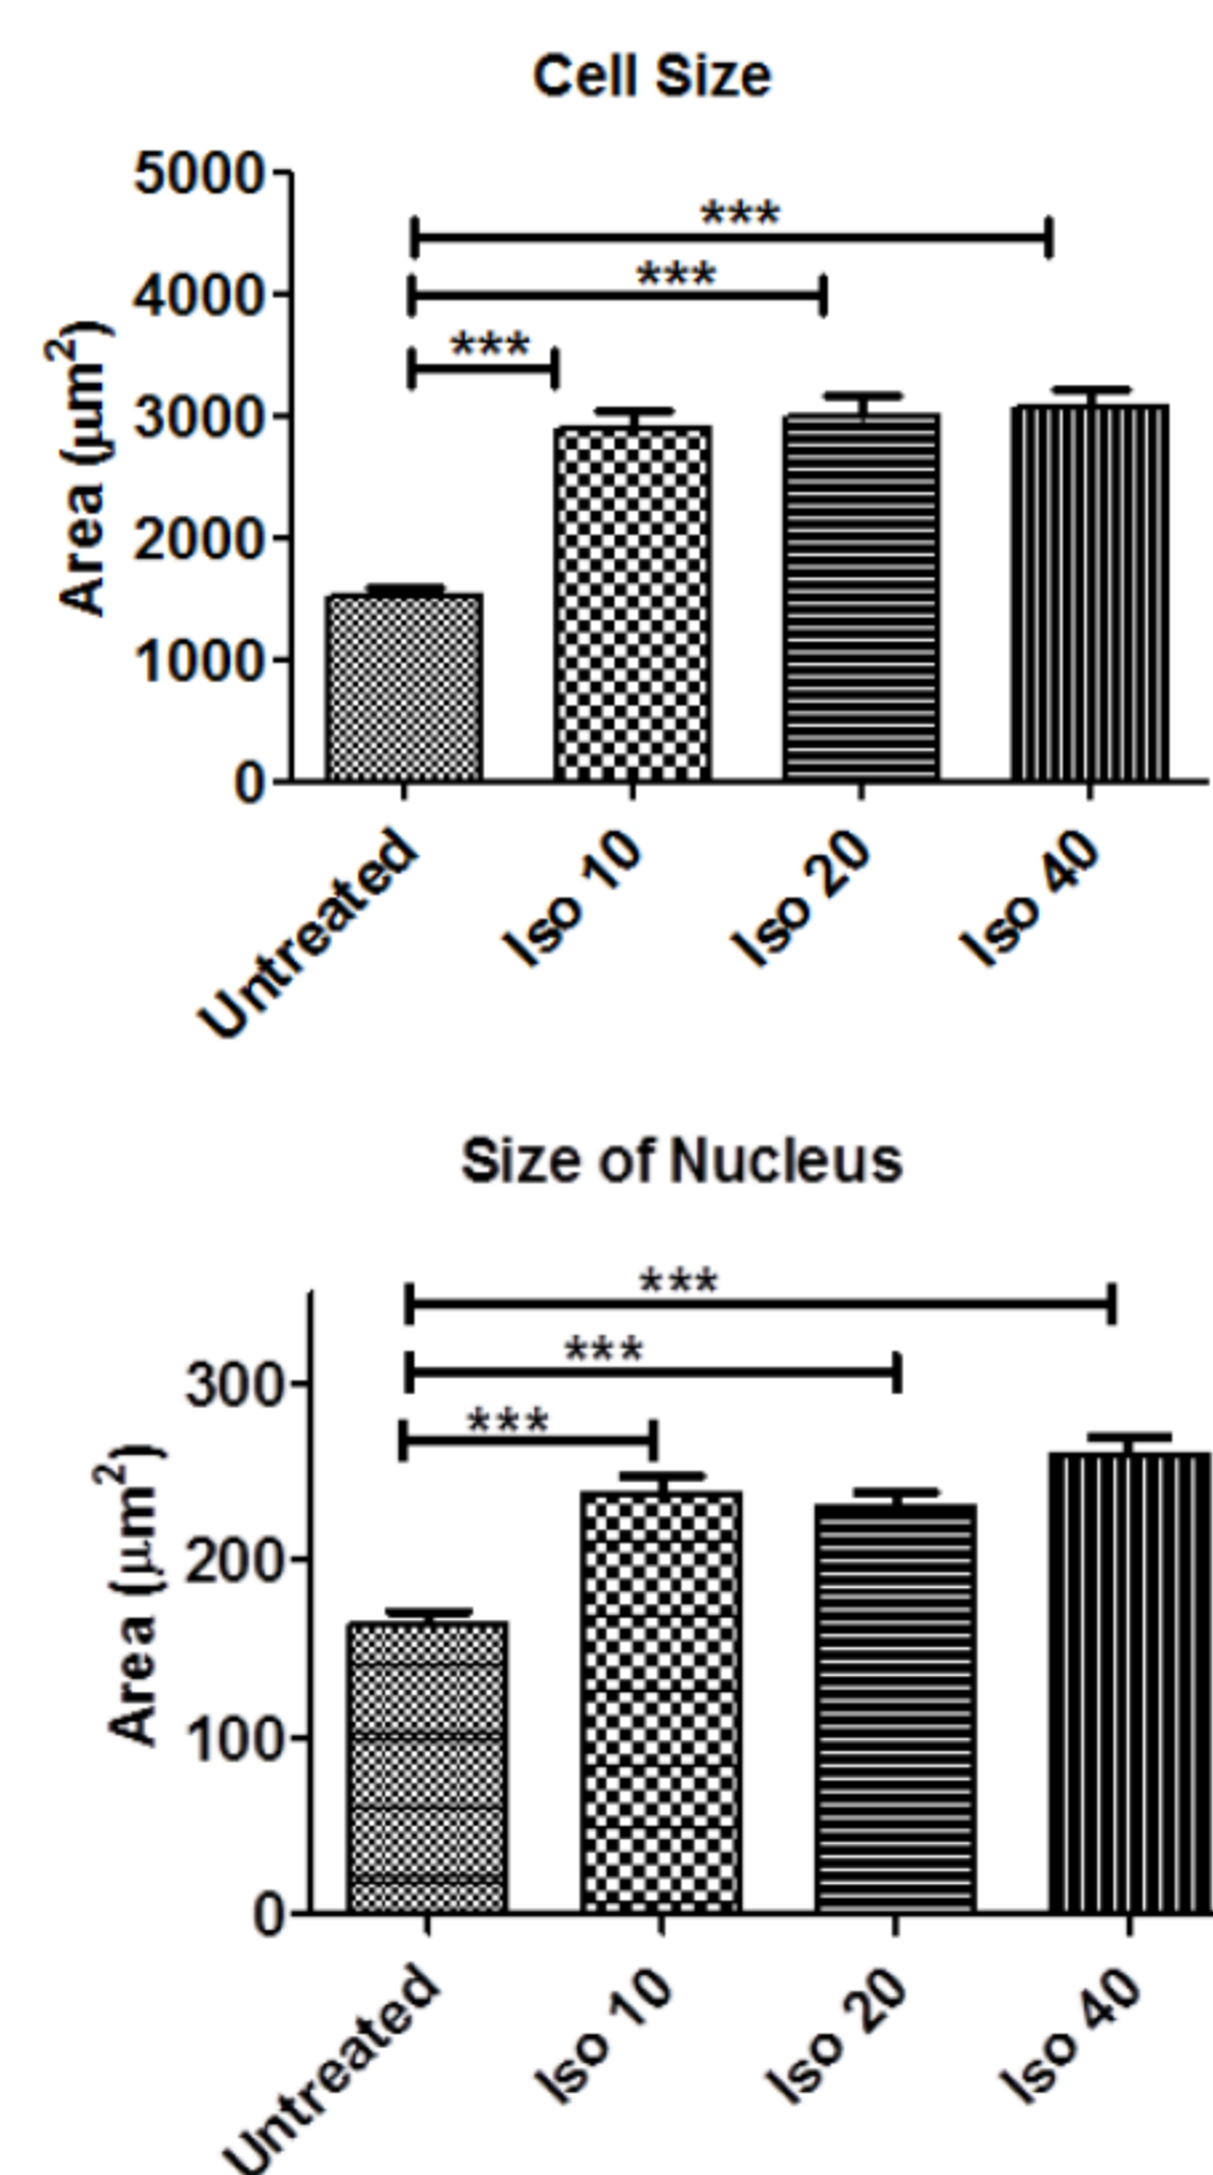 Cell Size
5000
4000
3000
2000
1000
0
Area (µm²)
***
***
***
Untreated
Iso 10
Iso 20
Iso 40
Size of Nucleus
300
200
100
0
Area (µm²)
***
***
***
Untreated
Iso 10
Iso 20
Iso 40